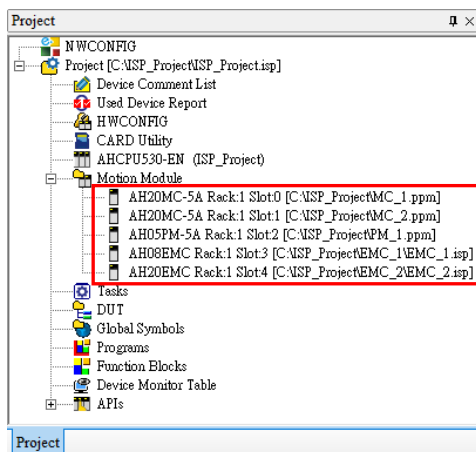 Project
NWCONFIG
Project [C:\ISP_Project\ISP_Project.isp]
Device Comment List
Used Device Report
HWCONFIG
CARD Utility
AHCPU530-EN (ISP_Project)
Motion Module
AH20MC-5A Rack:1 Slot:0 [C:\ISP_Project\MC_1.ppm]
AH20MC-5A Rack:1 Slot:1 [C:\ISP_Project\MC_2.ppm]
AH05PM-5A Rack:1 Slot:2 [C:\ISP_Project\PM_1.ppm]
AH08EMC Rack:1 Slot:3 [C:\ISP_Project\EMC_1\EMC_1.isp]
AH20EMC Rack:1 Slot:4 [C:\ISP_Project\EMC_2\EMC_2.isp]
Tasks
DUT
Global Symbols
Programs
Function Blocks
Device Monitor Table
APIs
Project